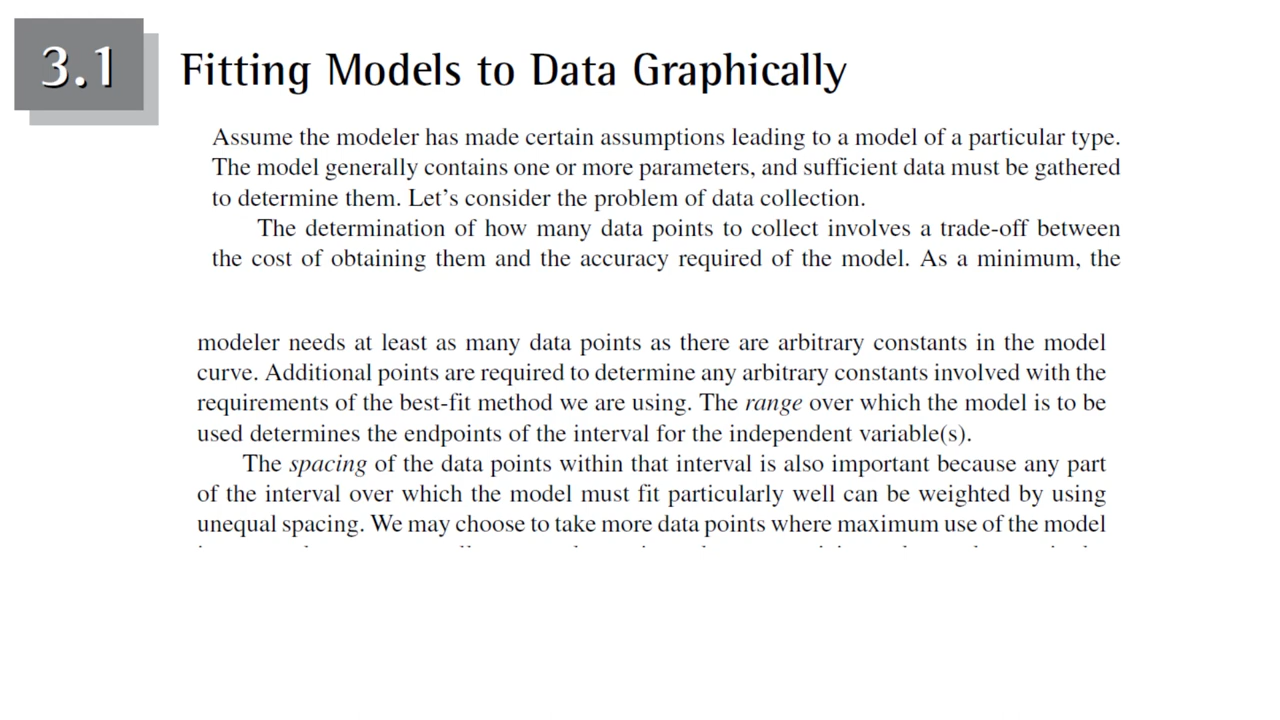 3.1 Fitting Models to Data Graphically
Assume the modeler has made certain assumptions leading to a model of a particular type.
The model generally contains one or more parameters, and sufficient data must be gathered
to determine them. Let's consider the problem of data collection.
The determination of how many data points to collect involves a trade-off between
the cost of obtaining them and the accuracy required of the model. As a minimum, the
modeler needs at least as many data points as there are arbitrary constants in the model
curve. Additional points are required to determine any arbitrary constants involved with the
requirements of the best-fit method we are using. The range over which the model is to be
used determines the endpoints of the interval for the independent variable(s).
The spacing of the data points within that interval is also important because any part
of the interval over which the model must fit particularly well can be weighted by using
unequal spacing. We may choose to take more data points where maximum use of the model